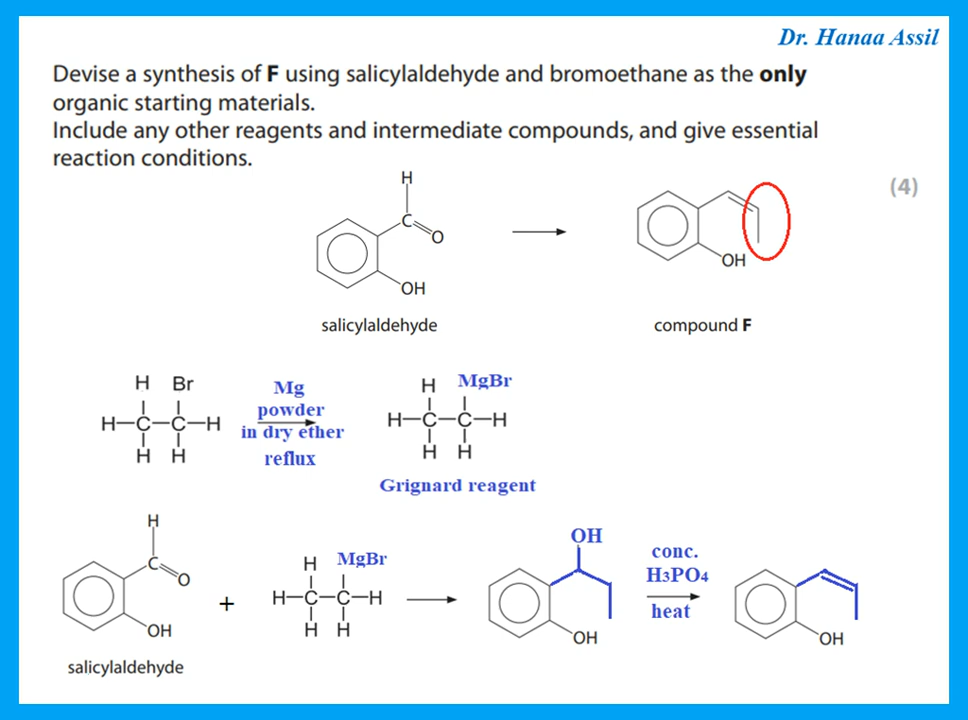 Dr. Hanaa Assil
Devise a synthesis of F using salicylaldehyde and bromoethane as the only
organic starting materials.
Include any other reagents and intermediate compounds, and give essential
reaction conditions.
(4)
H
C
O
OH
OH
salicylaldehyde
compound F
H Br
H-C-C-H
H H
Mg
powder
in dry ether
reflux
H MgBr
H-C-C-H
H H
Grignard reagent
H
C
O
OH
salicylaldehyde
+
H MgBr
H-C-C-H
H H
OH
OH
conc.
H3PO4
heat
OH